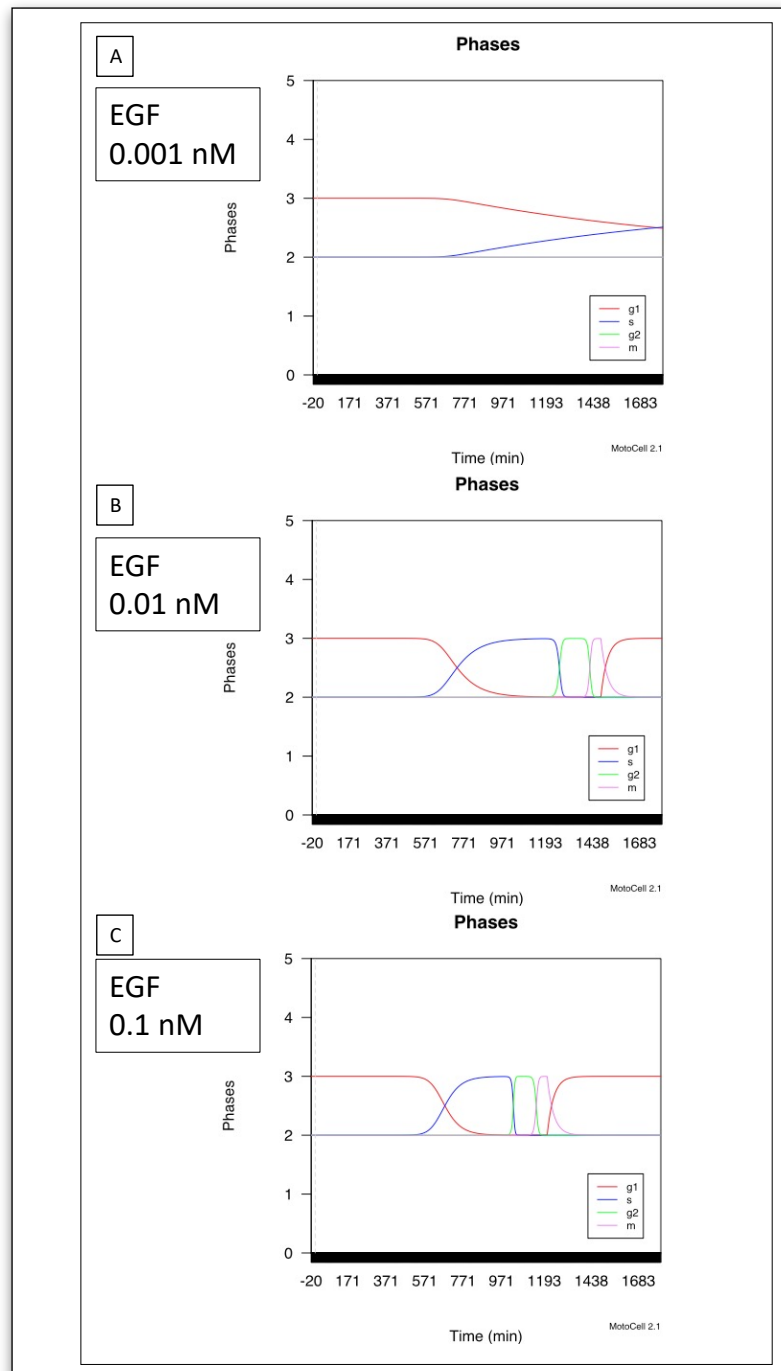 A
Phases
EGF
0.001 nM
5
4
3
2
1
0
Phases
g1
s
g2
m
-20 171 371 571 771 971 1193 1438 1683
MotoCell 2.1
Time (min)
B
Phases
EGF
0.01 nM
5
4
3
2
1
0
Phases
g1
s
g2
m
-20 171 371 571 771 971 1193 1438 1683
MotoCell 2.1
Time (min)
C
Phases
EGF
0.1 nM
5
4
3
2
1
0
Phases
g1
s
g2
m
-20 171 371 571 771 971 1193 1438 1683
MotoCell 2.1
Time (min)